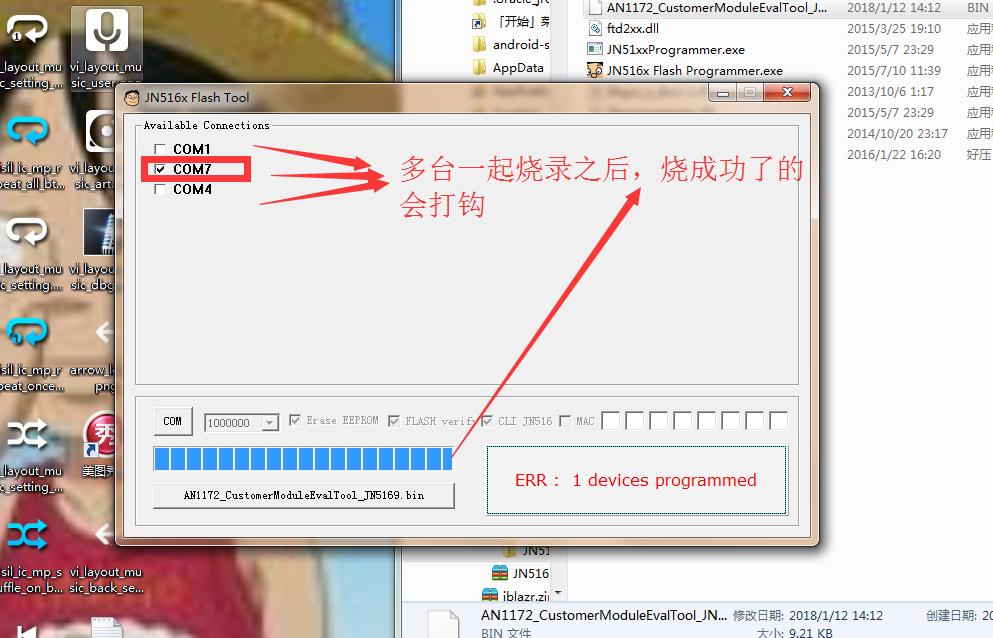 _layout_mu
sic_setting_...
vi_layout_mu
sil_ic_mp_r
peat_all_bt...
vi_layou
sic_art.
_layout_mu
sic_setting....
vi_layou
sic_dbg
sil_ic_mp_r
peat_once...
arrow_l
png
_layout_mu
sic_setting_...
美图秀
sil_ic_mp_s
uffle_on_b...
vi_layout_mu
sic_back_se...
「开始」菜
android-s
AppData
AN1172_CustomerModuleEvalTool_J... 2018/1/12 14:12 BIN
ftd2xx.dll 2015/3/25 19:10 应用
JN51xxProgrammer.exe 2015/5/7 23:29 应用
JN516x Flash Programmer.exe 2015/7/10 11:39 应用
2013/10/6 1:17 应用
2015/5/7 23:29 应用
2014/10/20 23:17 应用
2016/1/22 16:20 好压
JN516x Flash Tool
Available Connections
COM1
COM7
COM4
多台一起烧录之后，烧成功了的
会打钩
COM 1000000 Erase EEPROM FLASH verify CLI JN516 MAC
AN1172_CustomerModuleEvalTool_JN5169.bin
ERR： 1 devices programmed
JN51
JN516
iblazr.zi
AN1172_CustomerModuleEvalTool_JN... 修改日期: 2018/1/12 14:12 创建日期: 20
BIN 文件 大小: 9.21 KB